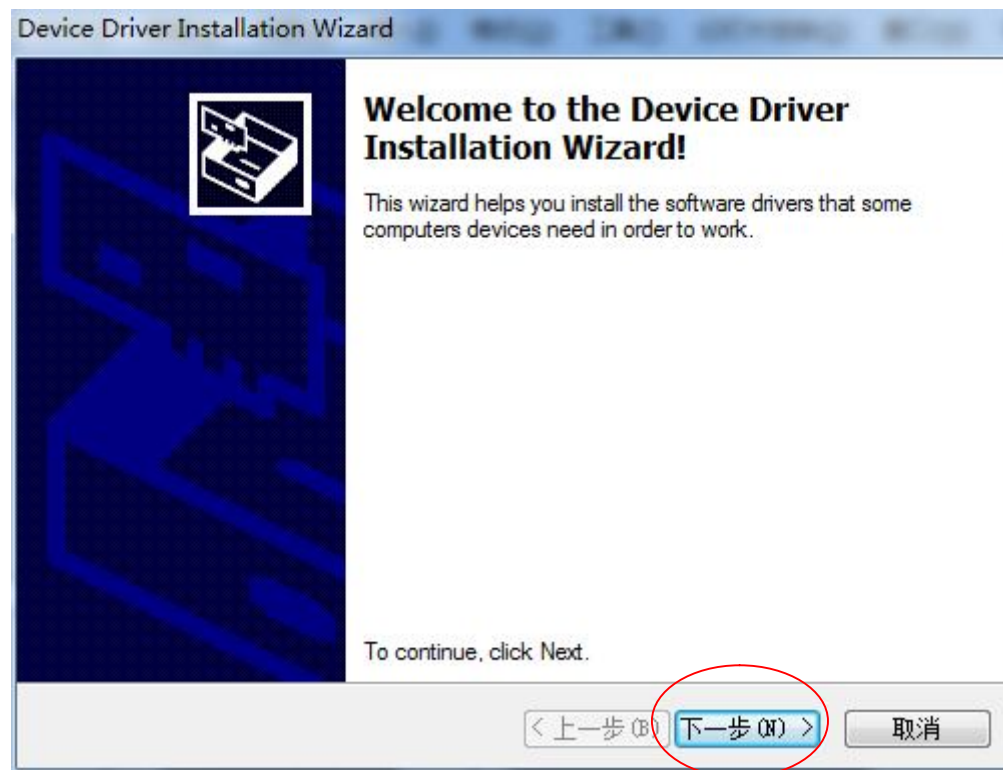 Device Driver Installation Wizard
Welcome to the Device Driver
Installation Wizard!
This wizard helps you install the software drivers that some
computers devices need in order to work.
To continue, click Next.
< 上一步(B) 下一步(N) > 取消